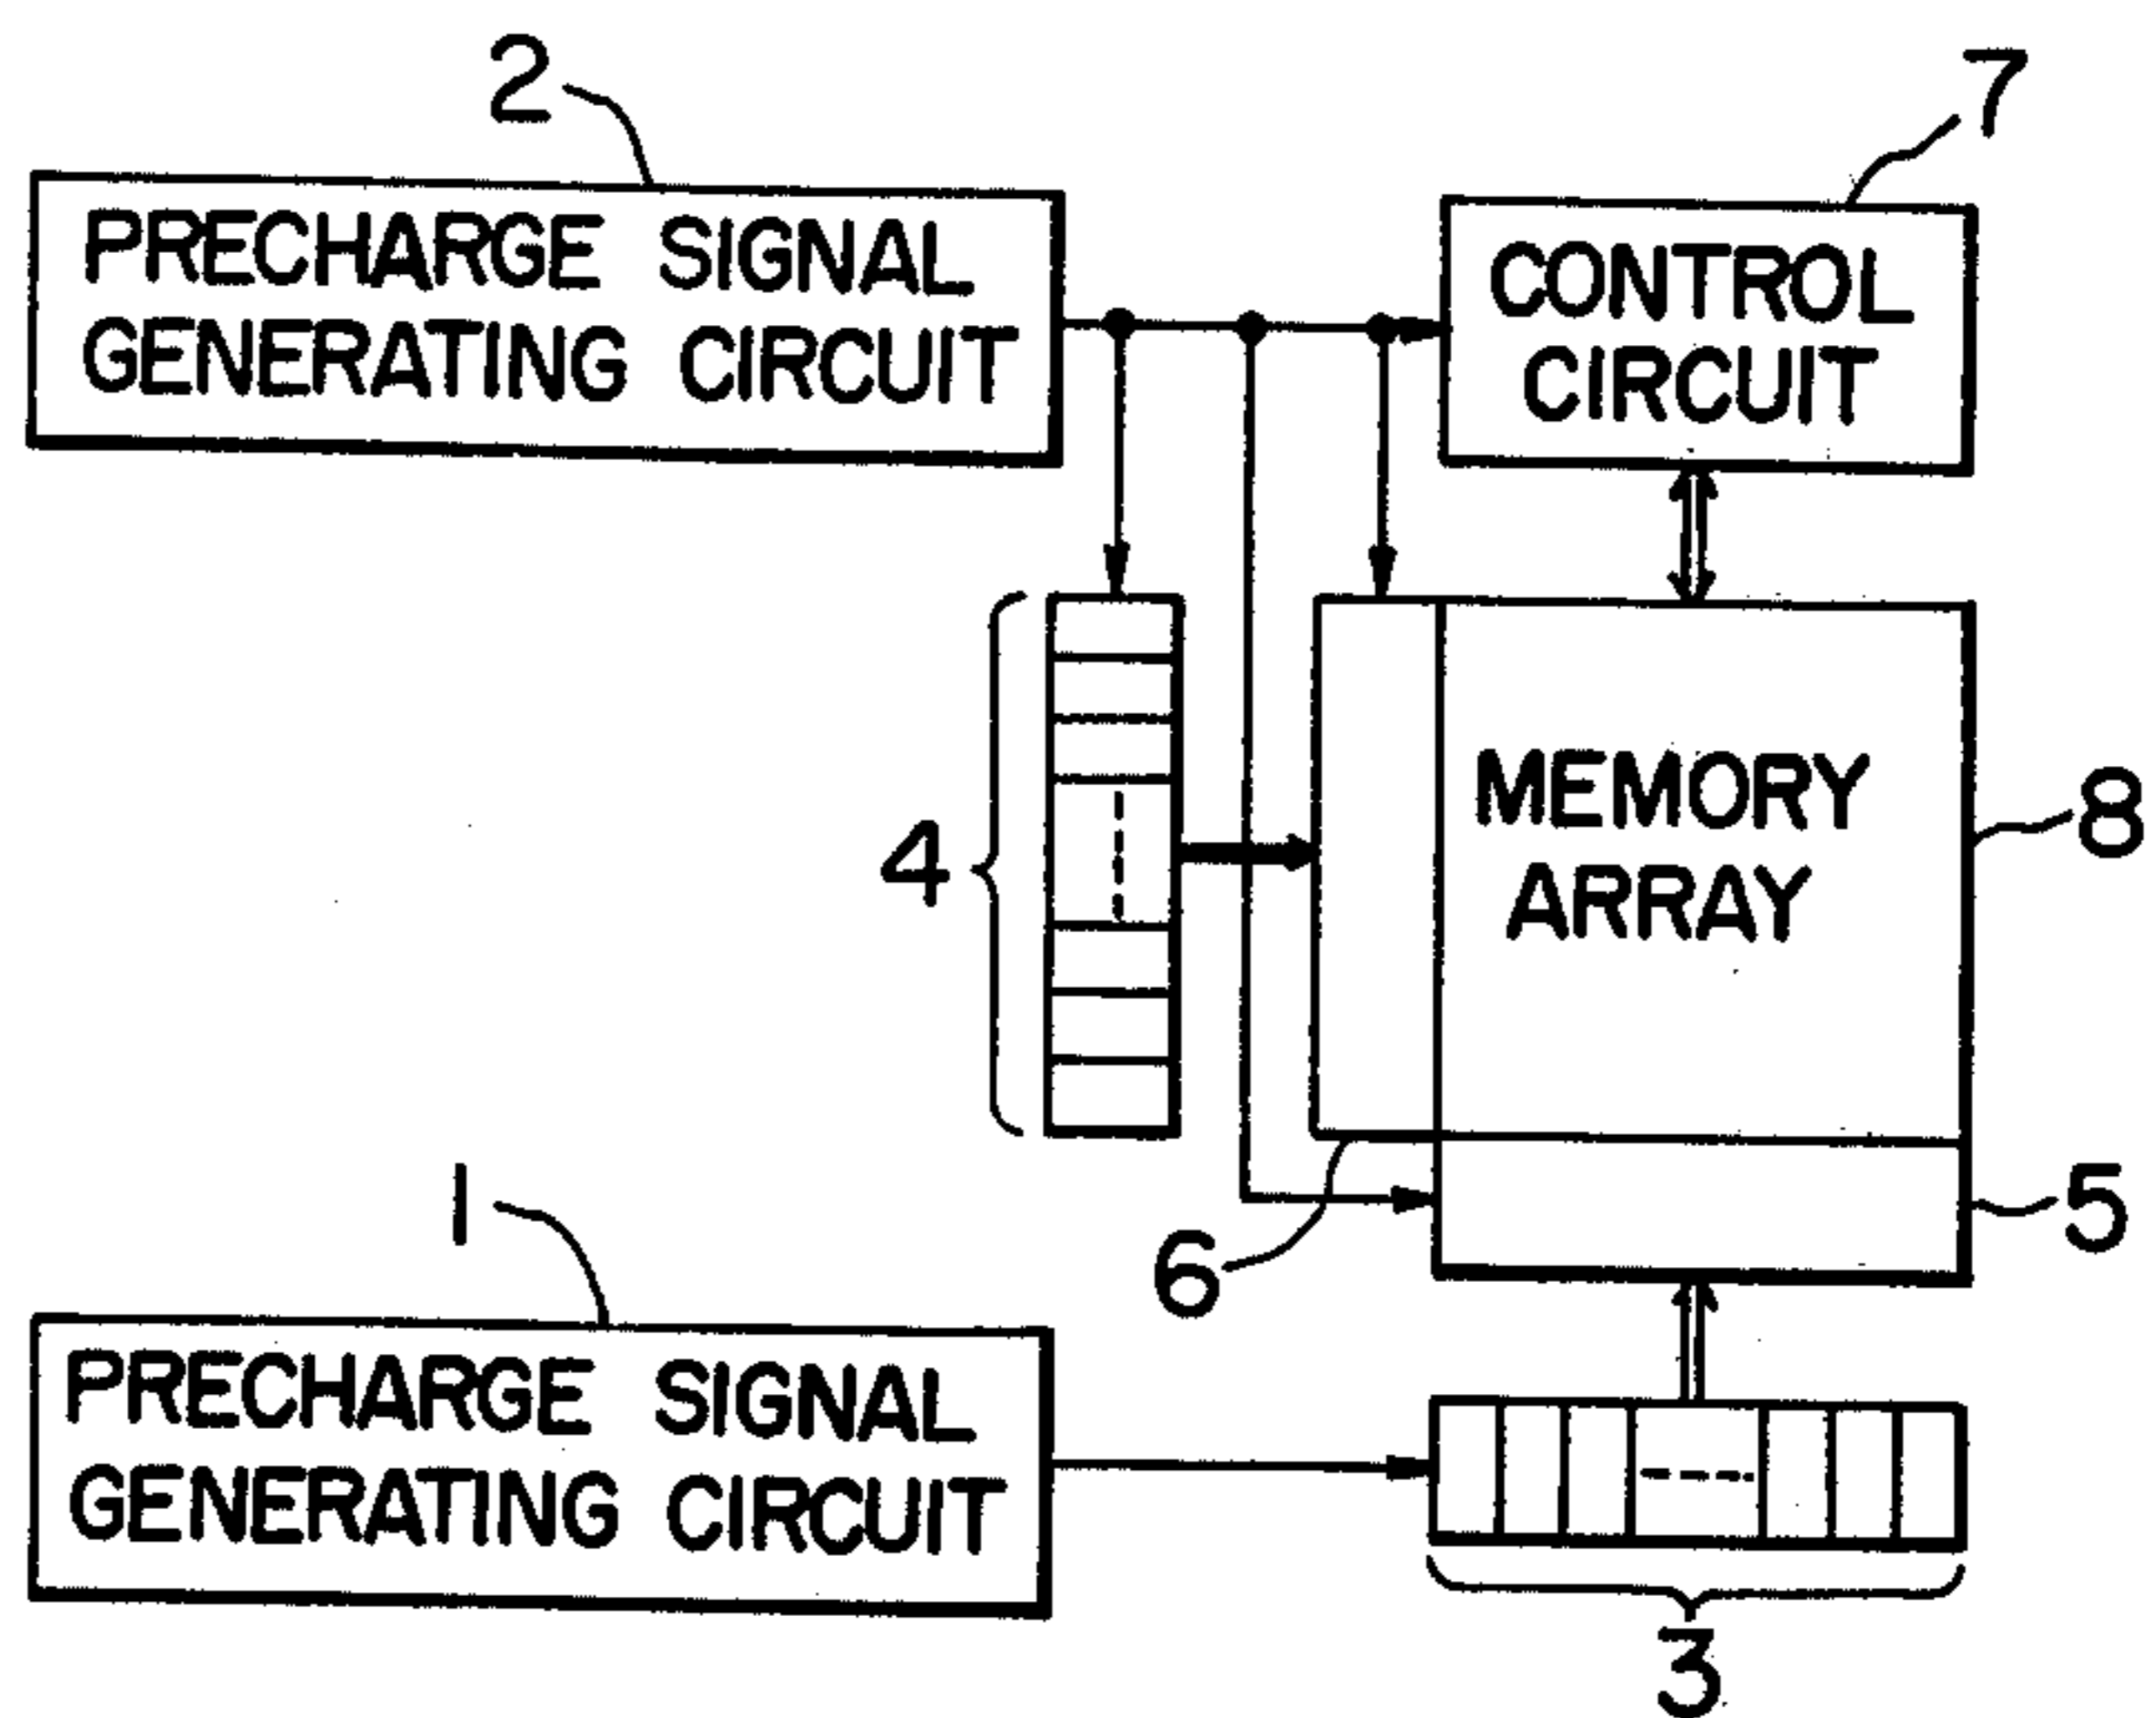 2
7
PRECHARGE SIGNAL
GENERATING CIRCUIT
CONTROL
CIRCUIT
4
MEMORY
ARRAY
8
1
6
5
PRECHARGE SIGNAL
GENERATING CIRCUIT
3